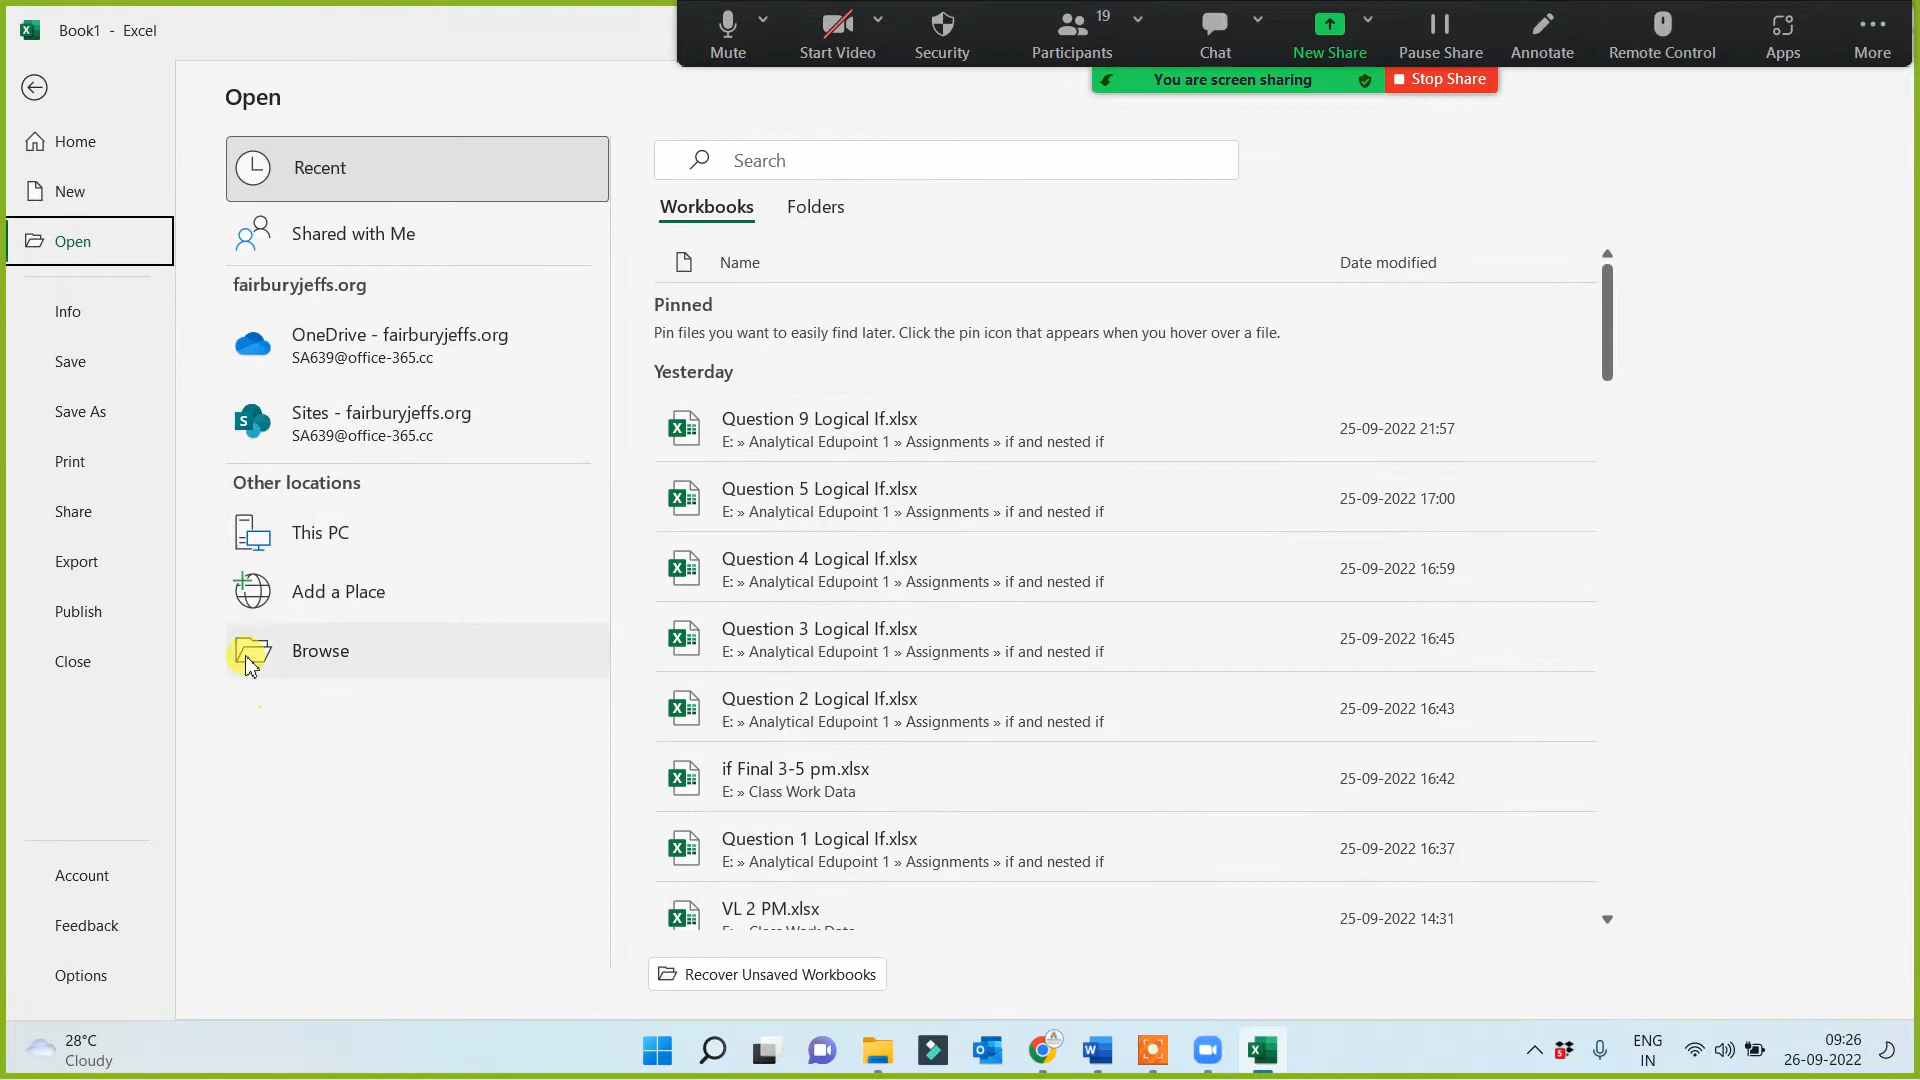 Book1 - Excel
Mute
Start Video
Security
19
Participants
Chat
New Share
Pause Share
Annotate
Remote Control
Apps
More
You are screen sharing
Stop Share
Home
New
Open
Info
Save
Save As
Print
Share
Export
Publish
Close
Account
Feedback
Options
Open
Recent
Shared with Me
fairburyjeffs.org
OneDrive - fairburyjeffs.org
SA639@office-365.cc
Sites - fairburyjeffs.org
SA639@office-365.cc
Other locations
This PC
Add a Place
Browse
Search
Workbooks Folders
Name Date modified
Pinned
Pin files you want to easily find later. Click the pin icon that appears when you hover over a file.
Yesterday
Question 9 Logical If.xlsx
E: » Analytical Edupoint 1 » Assignments » if and nested if
25-09-2022 21:57
Question 5 Logical If.xlsx
E: » Analytical Edupoint 1 » Assignments » if and nested if
25-09-2022 17:00
Question 4 Logical If.xlsx
E: » Analytical Edupoint 1 » Assignments » if and nested if
25-09-2022 16:59
Question 3 Logical If.xlsx
E: » Analytical Edupoint 1 » Assignments » if and nested if
25-09-2022 16:45
Question 2 Logical If.xlsx
E: » Analytical Edupoint 1 » Assignments » if and nested if
25-09-2022 16:43
if Final 3-5 pm.xlsx
E: » Class Work Data
25-09-2022 16:42
Question 1 Logical If.xlsx
E: » Analytical Edupoint 1 » Assignments » if and nested if
25-09-2022 16:37
VL 2 PM.xlsx
25-09-2022 14:31
Recover Unsaved Workbooks
28°C
Cloudy
ENG
IN
09:26
26-09-2022